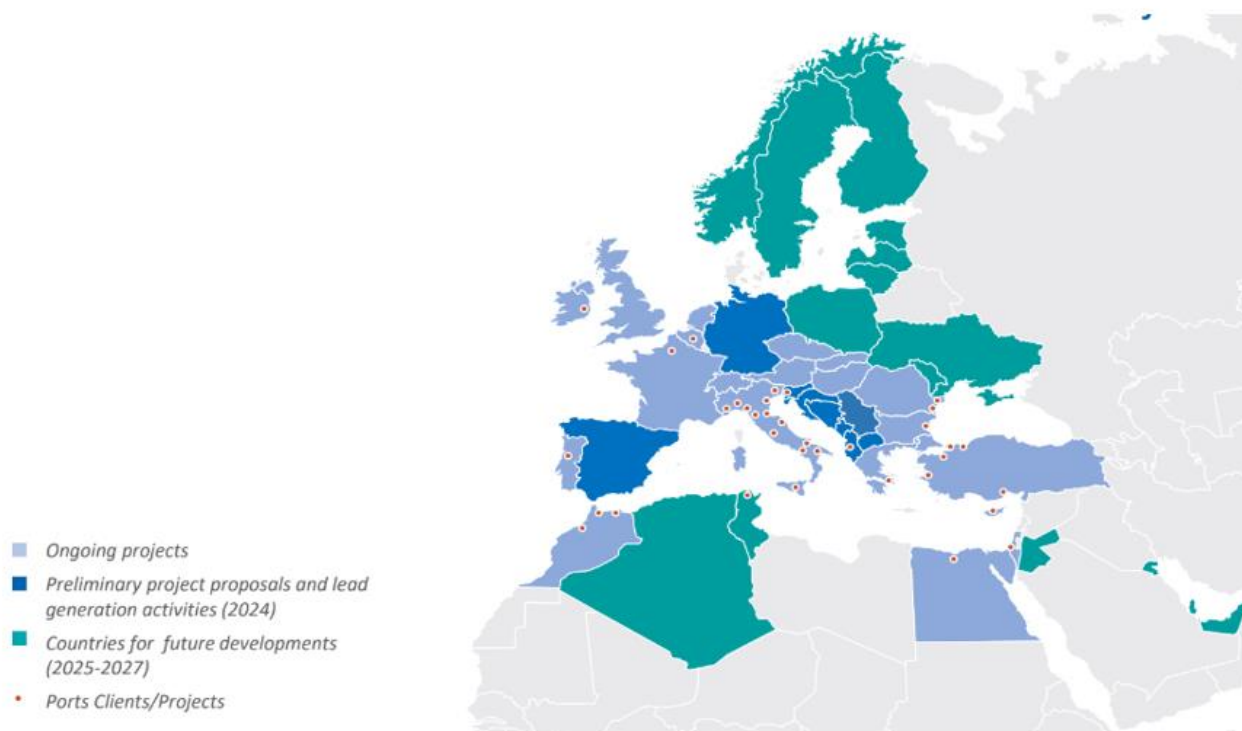 Ongoing projects
Preliminary project proposals and lead
generation activities (2024)
Countries for future developments
(2025-2027)
Ports Clients/Projects